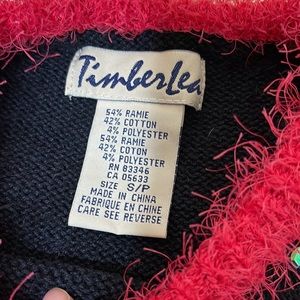 TimberLea
54% RAMIE
42% COTTON
4% POLYESTER
54% RAMIE
42% COTON
4% POLYESTER
RN 83346
CA 05633
SIZE S/P
MADE IN CHINA
FABRIQUE EN CHINE
CARE SEE REVERSE